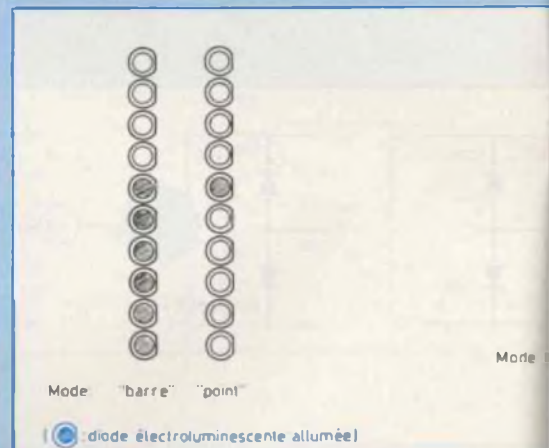 Mode "barre" "point"
Mode
( : diode électroluminescente allumée)